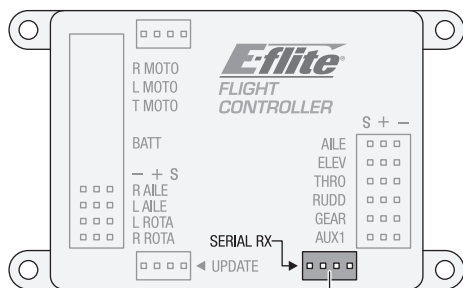 E-flite®
FLIGHT
CONTROLLER
R MOTO
L MOTO
T MOTO
BATT
− + S
R AILE
L AILE
L ROTA
R ROTA
S + −
AILE
ELEV
THRO
RUDD
GEAR
AUX1
SERIAL RX
◄ UPDATE